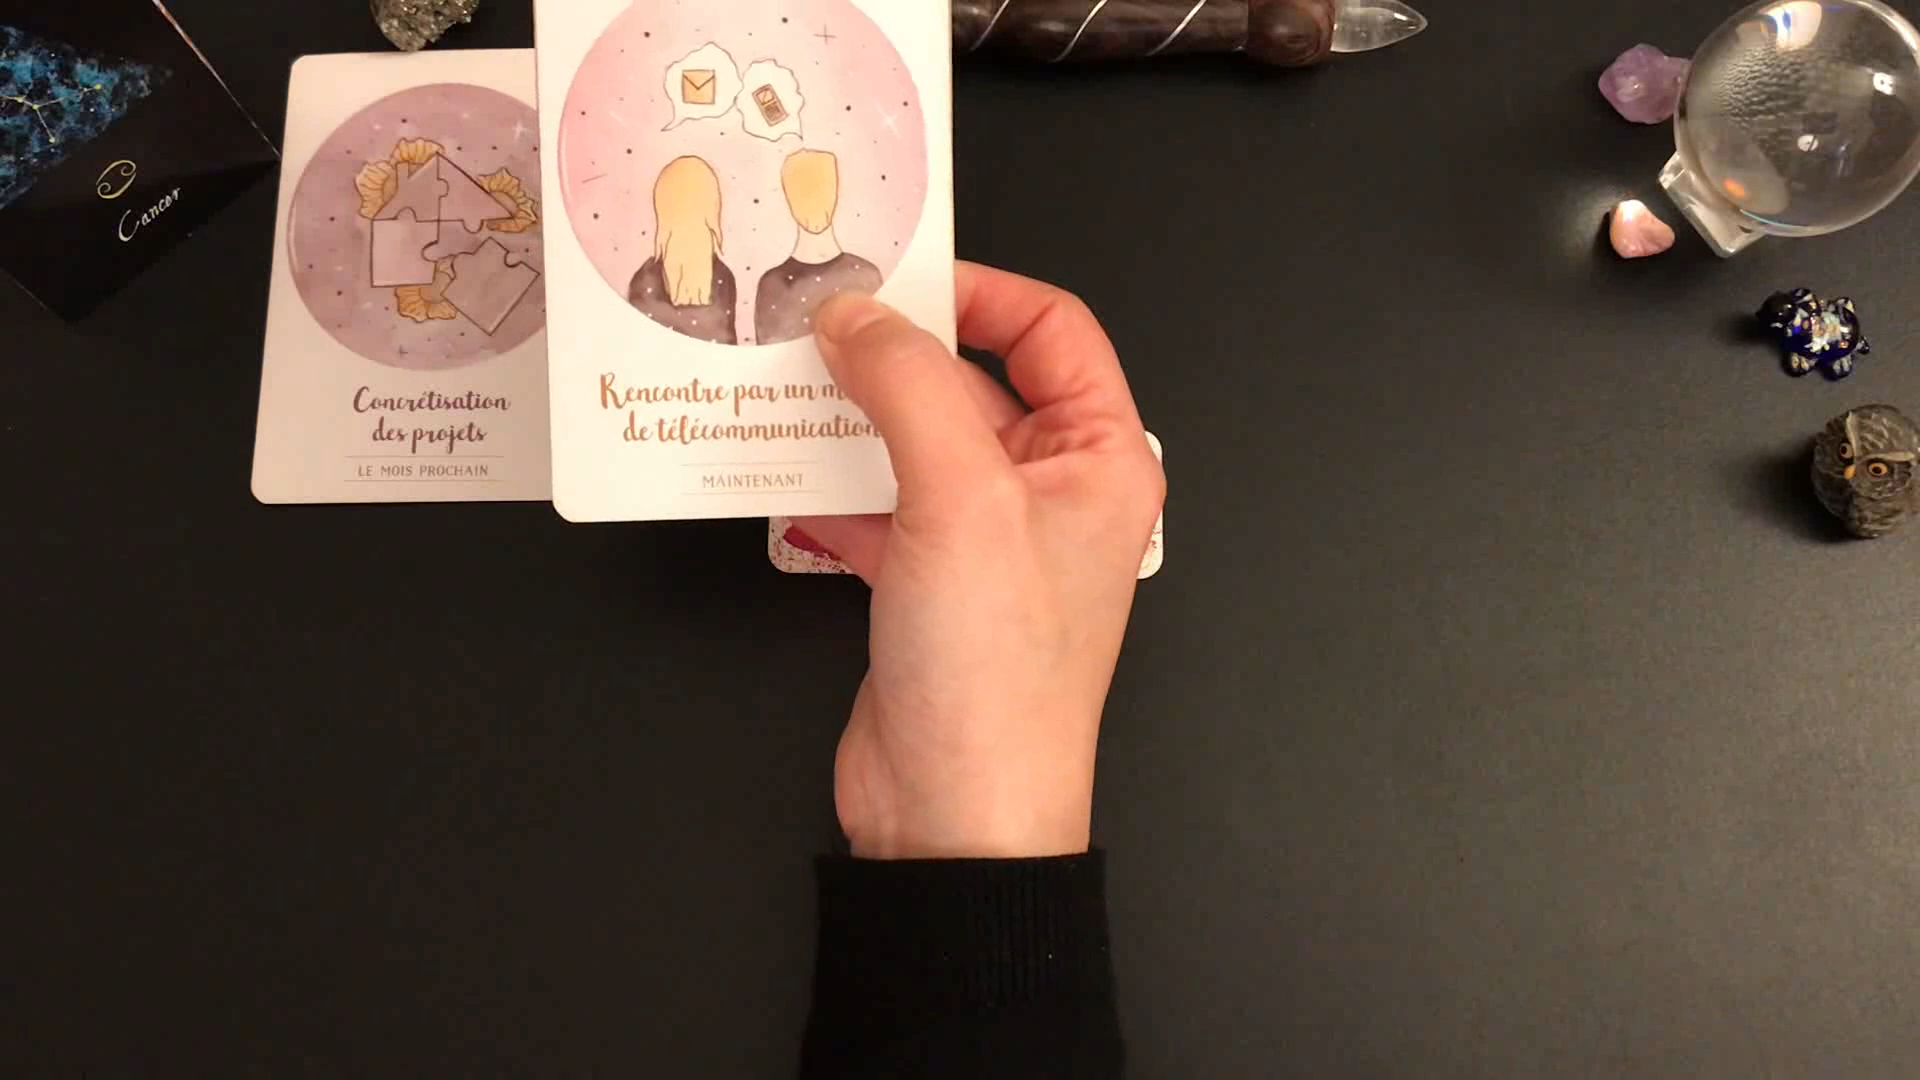 Cancer
Concrétisation
des projets
LE MOIS PROCHAIN
Rencontre par un
de télécommunication
MAINTENANT